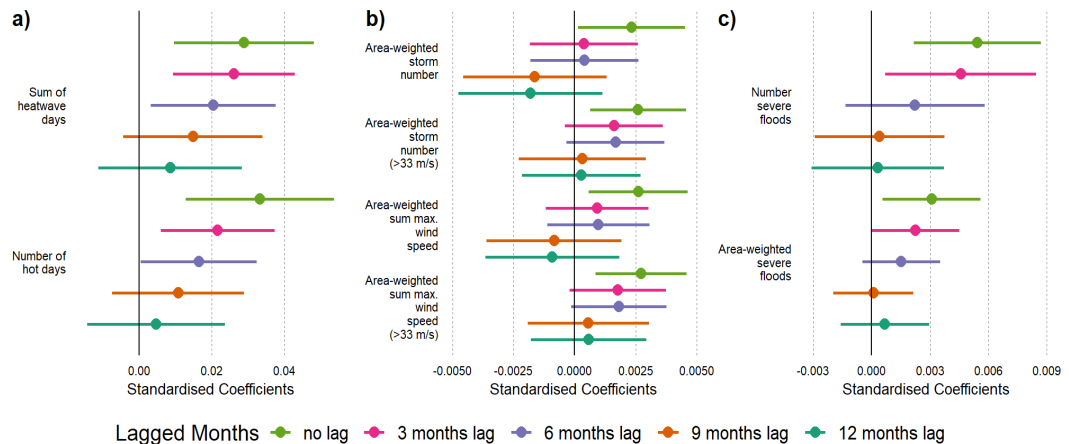 a)
Sum of
heatwave
days
Number of
hot days
0.00 0.02 0.04
Standardised Coefficients
b)
Area-weighted
storm
number
Area-weighted
storm
number
(>33 m/s)
Area-weighted
sum max.
wind
speed
Area-weighted
sum max.
wind
speed
(>33 m/s)
-0.0050 -0.0025 0.0000 0.0025 0.0050
Standardised Coefficients
c)
Number
severe
floods
Area-weighted
severe
floods
-0.003 0.000 0.003 0.006 0.009
Standardised Coefficients
Lagged Months no lag 3 months lag 6 months lag 9 months lag 12 months lag